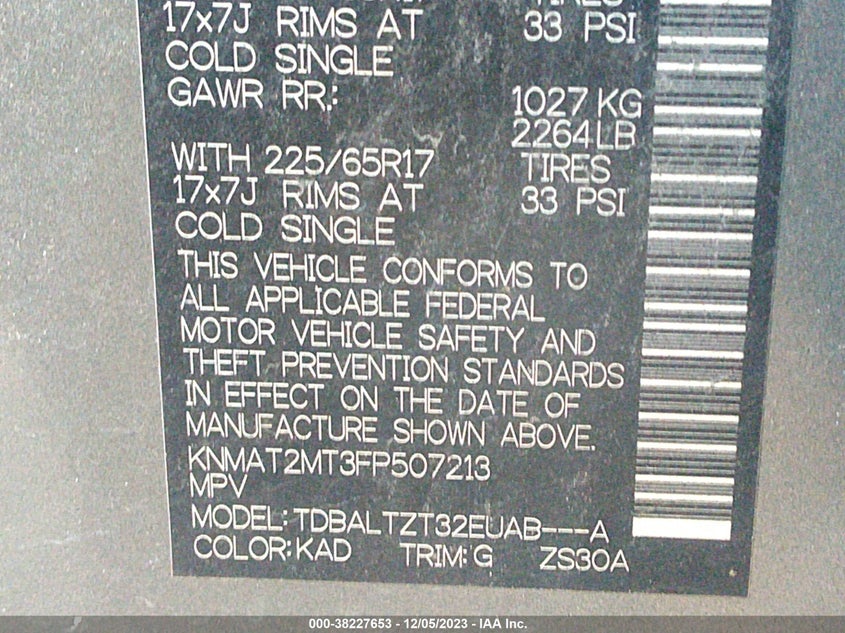 17x7J RIMS AT 33 PSI
COLD SINGLE
GAWR RR.: 1027 KG
2264 LB
WITH 225/65R17 TIRES
17x7J RIMS AT 33 PSI
COLD SINGLE
THIS VEHICLE CONFORMS TO
ALL APPLICABLE FEDERAL
MOTOR VEHICLE SAFETY AND
THEFT PREVENTION STANDARDS
IN EFFECT ON THE DATE OF
MANUFACTURE SHOWN ABOVE.
KNMAT2MT3FP507213
MPV
MODEL: TDBALTZT32EUAB---A
COLOR: KAD TRIM: G ZS30A
000-38227653 - 12/05/2023 - IAA Inc.